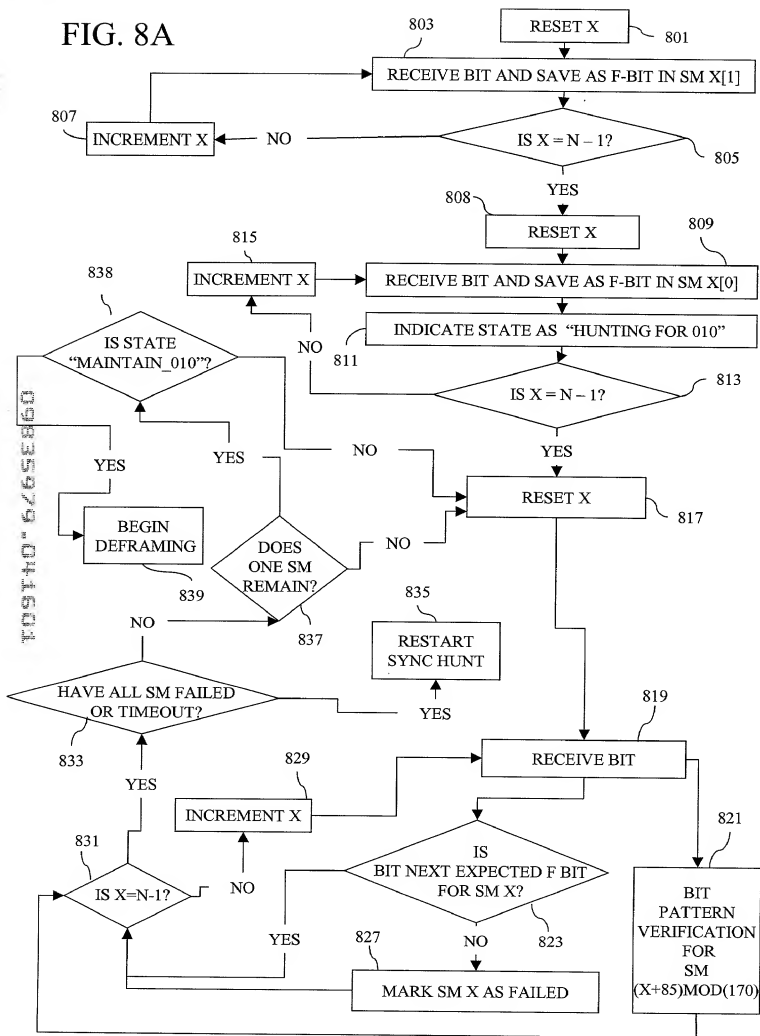 FIG. 8A
RESET X
801
803
RECEIVE BIT AND SAVE AS F-BIT IN SM X[1]
807
INCREMENT X
NO
IS X = N – 1?
805
YES
808
RESET X
809
815
INCREMENT X
RECEIVE BIT AND SAVE AS F-BIT IN SM X[0]
838
811
INDICATE STATE AS “HUNTING FOR 010”
IS STATE
“MAINTAIN_010”?
NO
IS X = N – 1?
813
YES
YES
YES
NO
RESET X
817
BEGIN
DEFRAMING
839
DOES
ONE SM
REMAIN?
837
NO
NO
835
RESTART
SYNC HUNT
HAVE ALL SM FAILED
OR TIMEOUT?
833
YES
819
RECEIVE BIT
YES
829
INCREMENT X
821
831
IS X=N-1?
NO
IS
BIT NEXT EXPECTED F BIT
FOR SM X?
823
BIT
PATTERN
VERIFICATION
FOR
SM
(X+85)MOD(170)
YES
NO
827
MARK SM X AS FAILED
09835979.041601